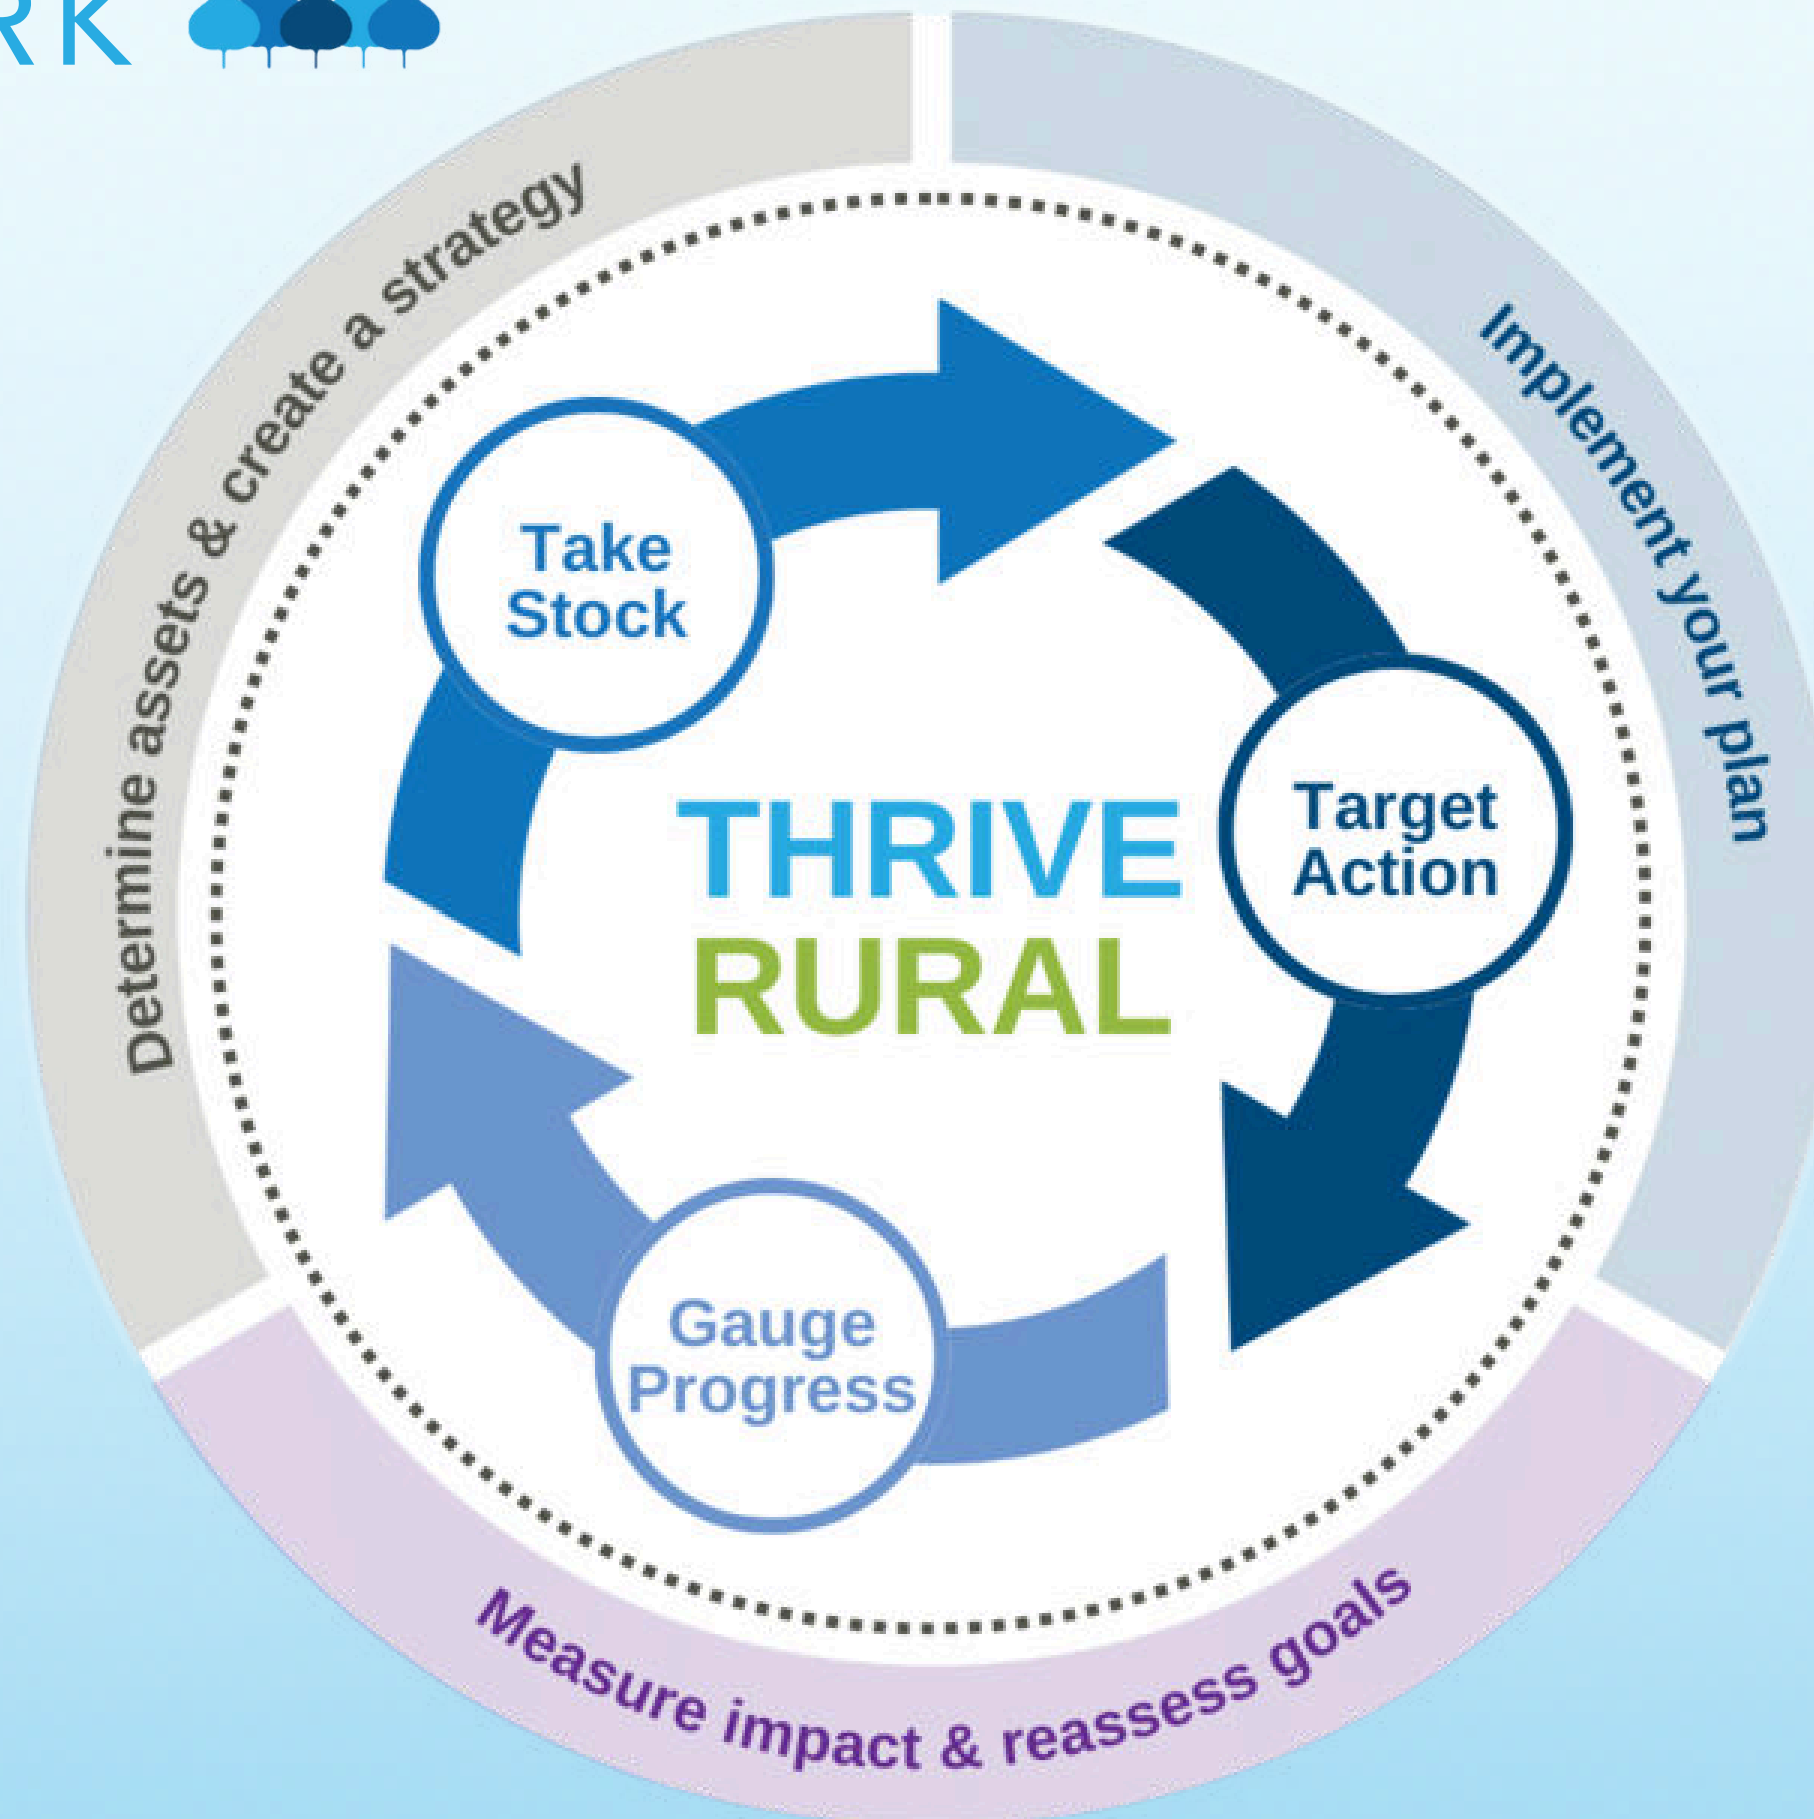 RK
Determine assets & create a strategy
Implement your plan
Take
Stock
Target
Action
THRIVE
RURAL
Gauge
Progress
Measure impact & reassess goals